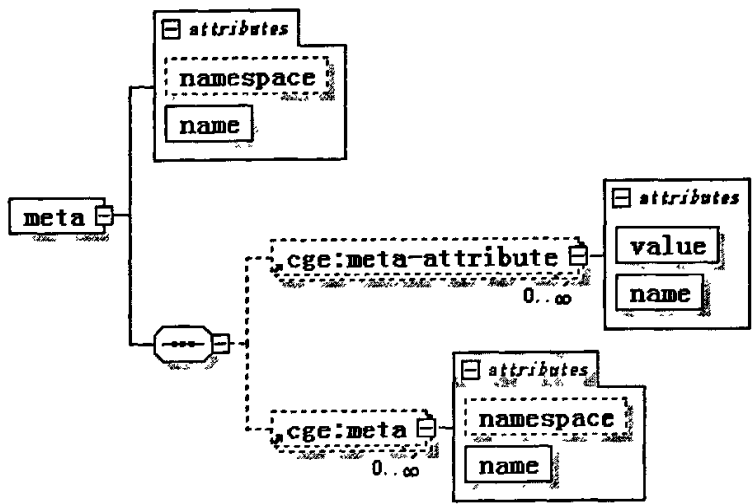 attributes
namespace
name
meta
attributes
cge:meta-attribute
value
0..∞
name
attributes
cge:meta
namespace
0..∞
name